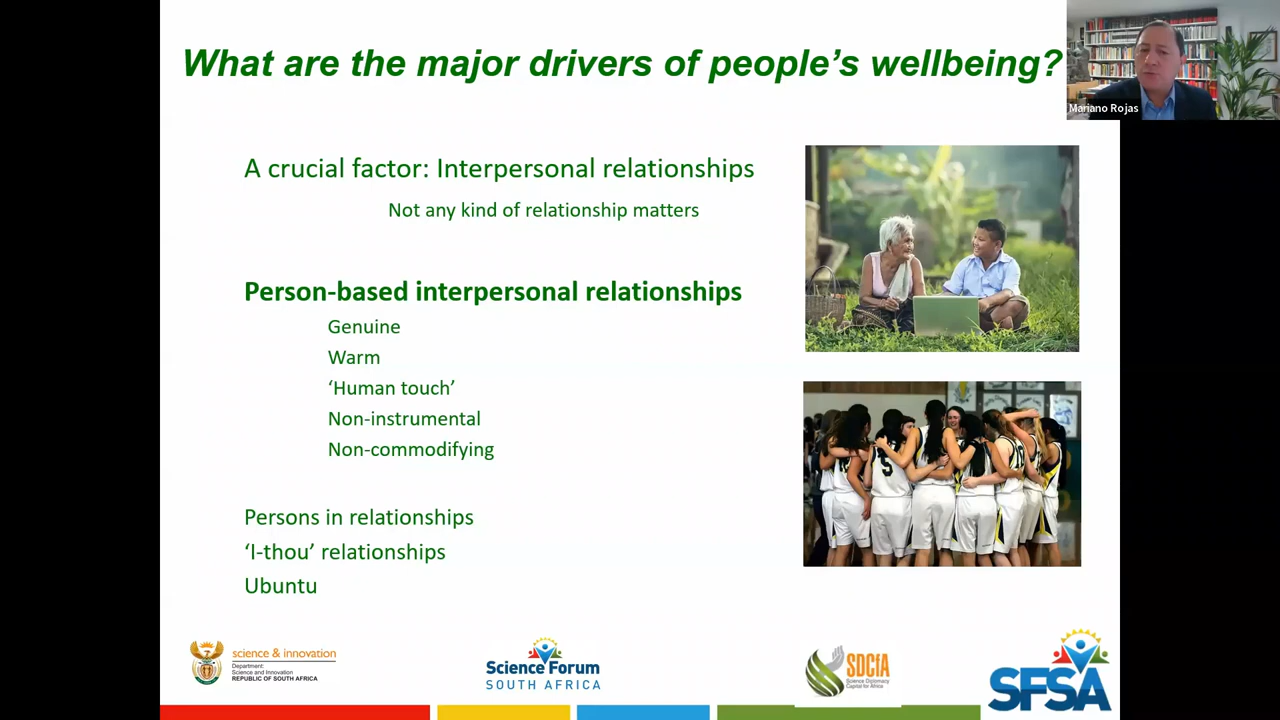 What are the major drivers of people's wellbeing?
Mariano Rojas
A crucial factor: Interpersonal relationships
Not any kind of relationship matters
Person-based interpersonal relationships
Genuine
Warm
‘Human touch’
Non-instrumental
Non-commodifying
Persons in relationships
‘I-thou’ relationships
Ubuntu
5
science & innovation
Department:
Science and Innovation
REPUBLIC OF SOUTH AFRICA
Science Forum
SOUTH AFRICA
SDCfA
Science Diplomacy
Capital for Africa
SFSA